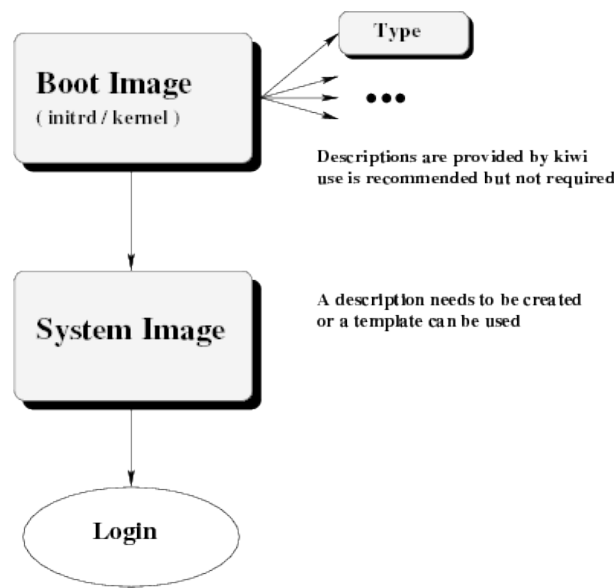 Type
Boot Image
( initrd / kernel )
•••
Descriptions are provided by kiwi
use is recommended but not required
A description needs to be created
or a template can be used
System Image
Login